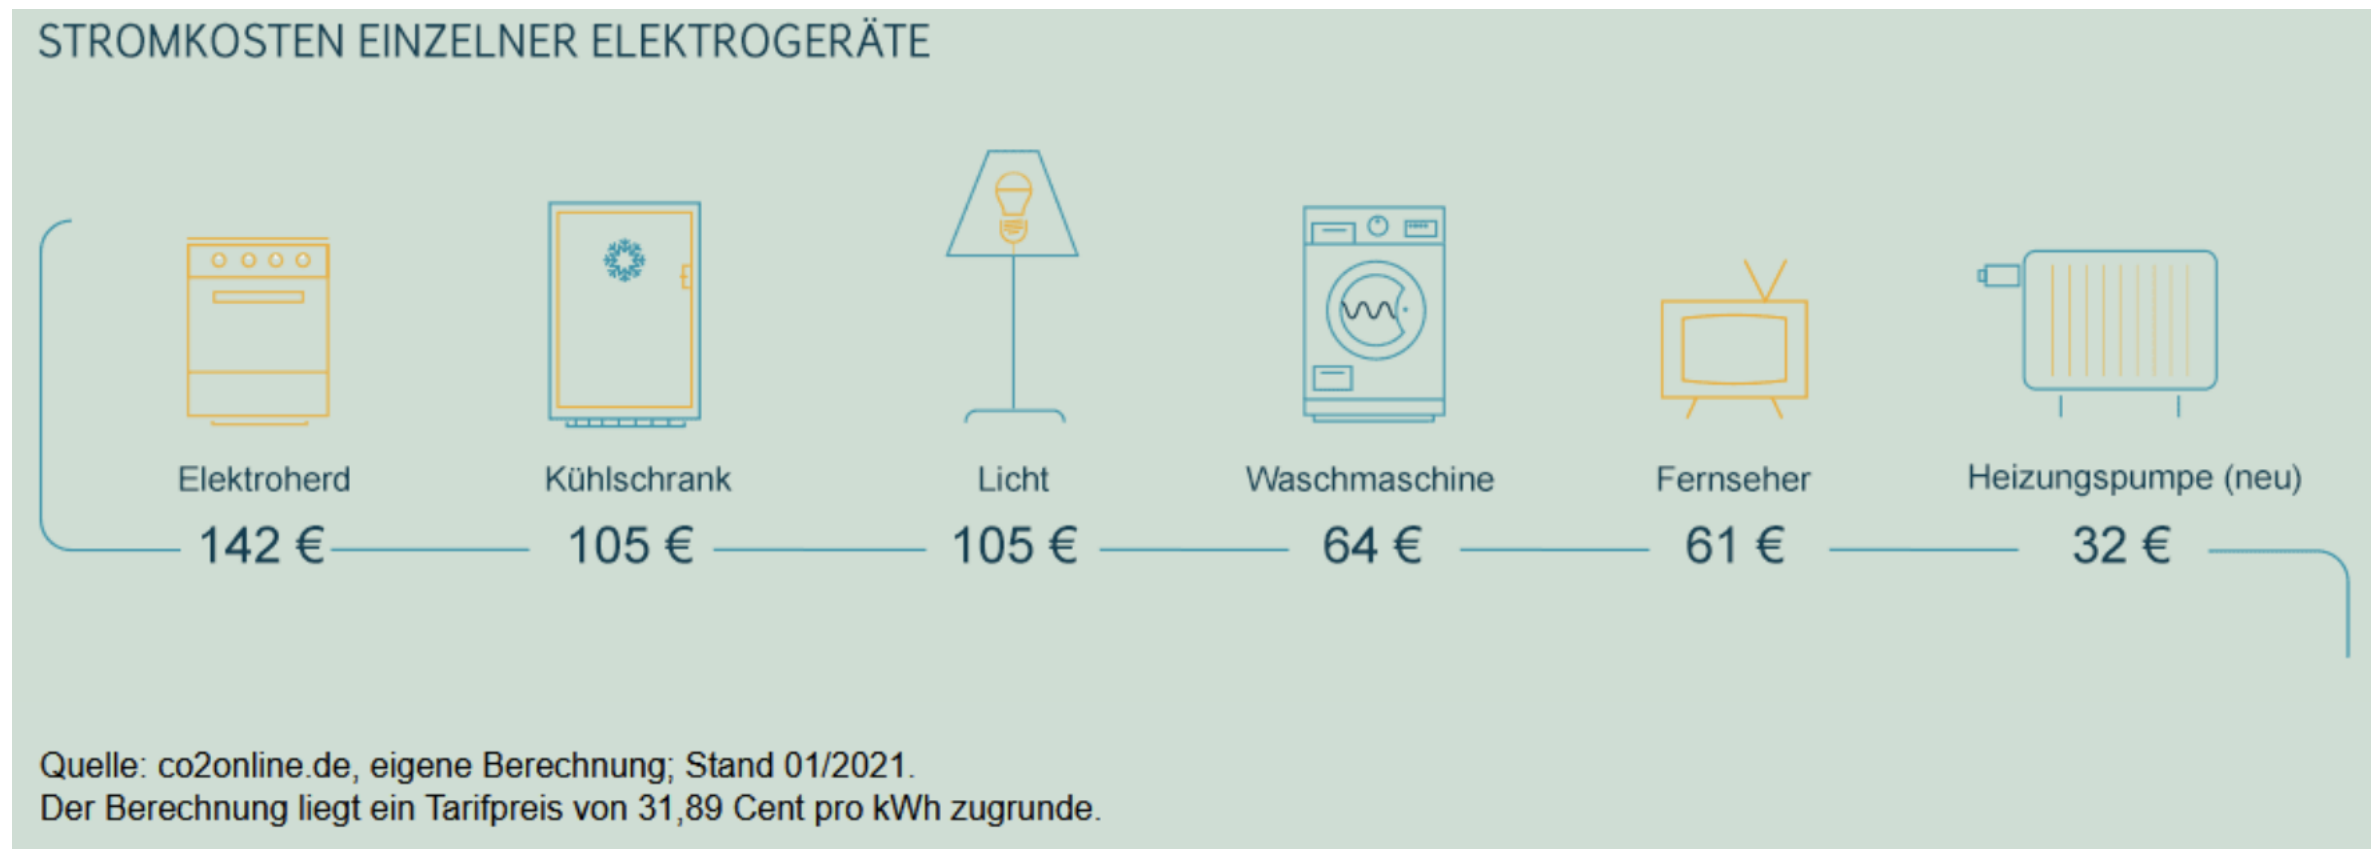 STROMKOSTEN EINZELNER ELEKTROGERÄTE
Elektroherd
Kühlschrank
Licht
Waschmaschine
Fernseher
Heizungspumpe (neu)
142 €
105 €
105 €
64 €
61 €
32 €
Quelle: co2online.de, eigene Berechnung; Stand 01/2021.
Der Berechnung liegt ein Tarifpreis von 31,89 Cent pro kWh zugrunde.